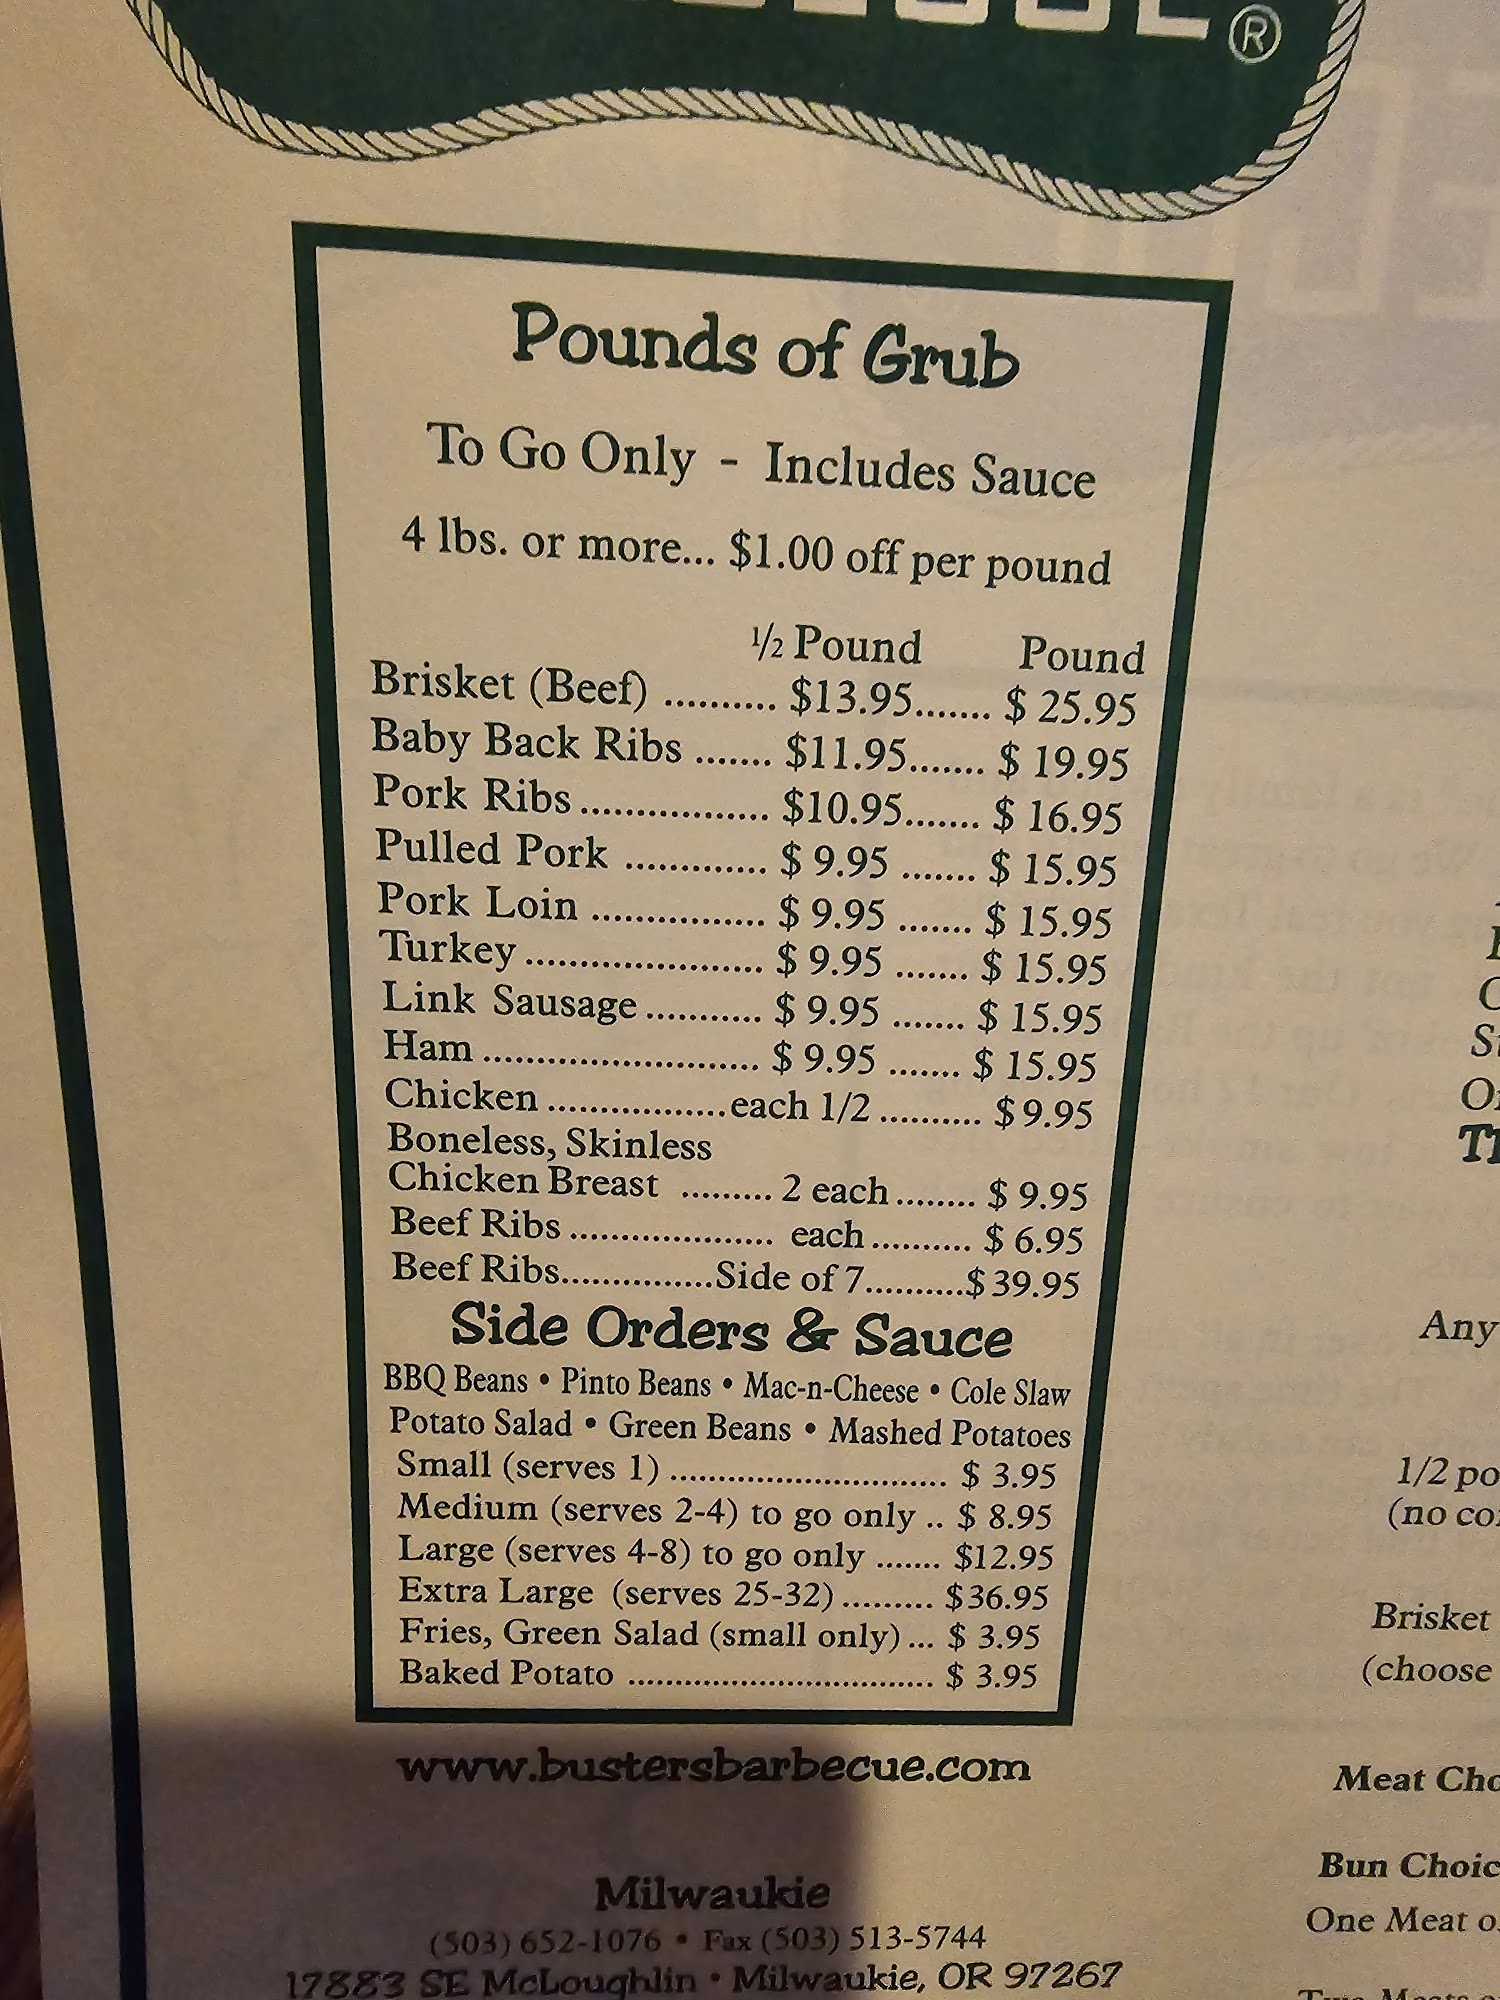 ®
Pounds of Grub
To Go Only - Includes Sauce
4 lbs. or more... $1.00 off per pound
½ Pound Pound
Brisket (Beef) .......... $13.95....... $ 25.95
Baby Back Ribs ....... $11.95....... $ 19.95
Pork Ribs ................. $10.95....... $ 16.95
Pulled Pork ............. $ 9.95 ....... $ 15.95
Pork Loin ................ $ 9.95 ....... $ 15.95
Turkey ...................... $ 9.95 ....... $ 15.95
Link Sausage ........... $ 9.95 ....... $ 15.95
Ham .......................... $ 9.95 ....... $ 15.95
Chicken .................each 1/2 .......... $ 9.95
Boneless, Skinless
Chicken Breast ......... 2 each ........ $ 9.95
Beef Ribs .................... each .......... $ 6.95
Beef Ribs...............Side of 7..........$ 39.95
Side Orders & Sauce
BBQ Beans • Pinto Beans • Mac-n-Cheese • Cole Slaw
Potato Salad • Green Beans • Mashed Potatoes
Small (serves 1) .............................. $ 3.95
Medium (serves 2-4) to go only .. $ 8.95
Large (serves 4-8) to go only ....... $12.95
Extra Large (serves 25-32) ......... $36.95
Fries, Green Salad (small only) ... $ 3.95
Baked Potato ................................. $ 3.95
www.bustersbarbecue.com
Milwaukie
(503) 652-1076 • Fax (503) 513-5744
17883 SE McLoughlin • Milwaukie, OR 97267
Any
1/2
(no
Brisket
(choose
Meat
Bun
One Meat